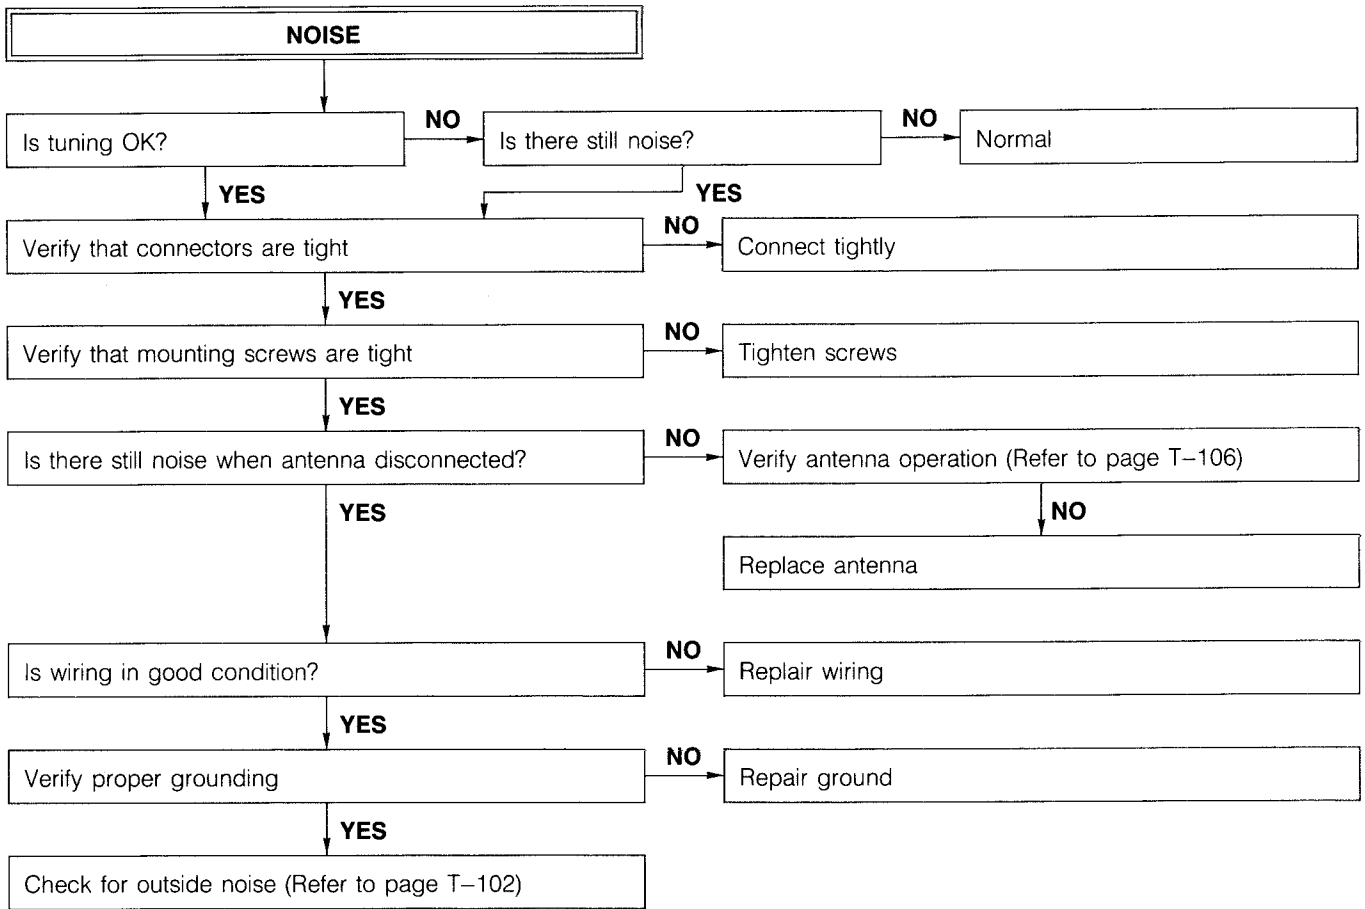 NOISE
Is tuning OK?
NO
Is there still noise?
NO
Normal
YES
YES
Verify that connectors are tight
NO
Connect tightly
YES
Verify that mounting screws are tight
NO
Tighten screws
YES
Is there still noise when antenna disconnected?
NO
Verify antenna operation (Refer to page T–106)
YES
NO
Replace antenna
Is wiring in good condition?
NO
Replair wiring
YES
Verify proper grounding
NO
Repair ground
YES
Check for outside noise (Refer to page T–102)